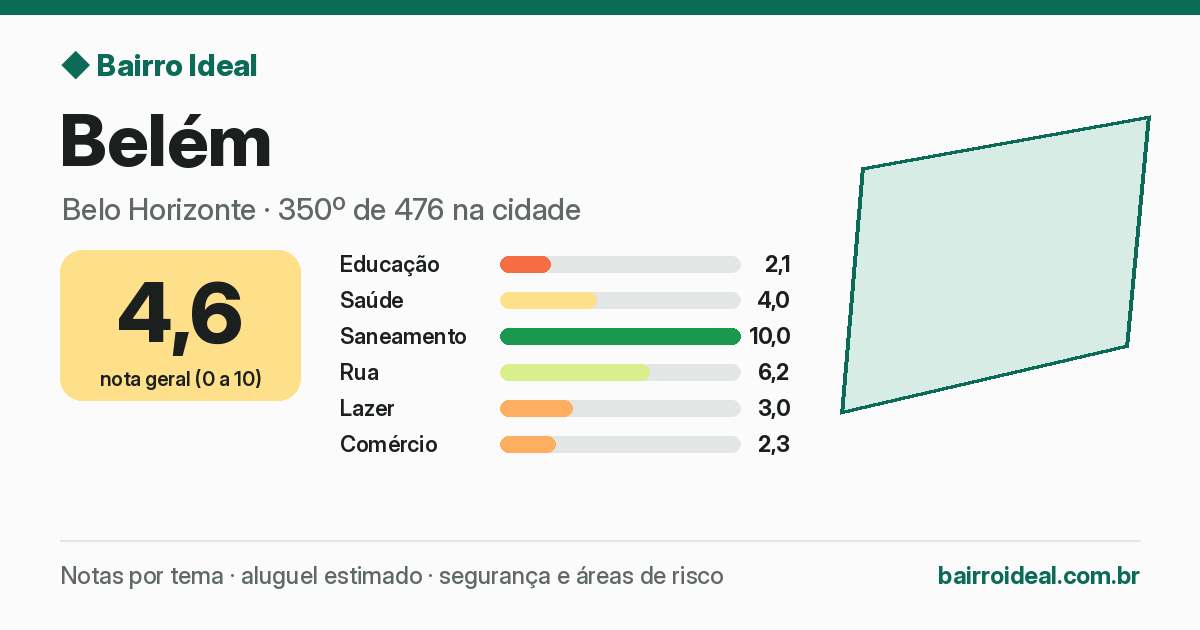 Bairro Ideal
Belém
Belo Horizonte · 350º de 476 na cidade
4,6
nota geral (0 a 10)
Educação 2,1
Saúde 4,0
Saneamento 10,0
Rua 6,2
Lazer 3,0
Comércio 2,3
Notas por tema · aluguel estimado · segurança e áreas de risco
bairroideal.com.br